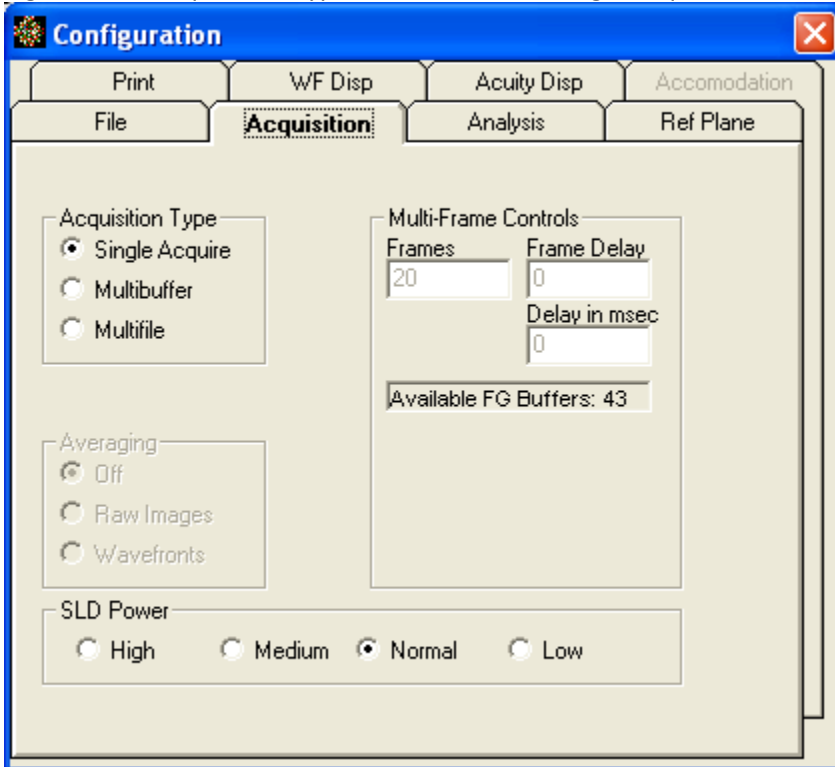 Configuration
Print WF Disp Acuity Disp Accomodation
File Acquisition Analysis Ref Plane
Acquisition Type
Single Acquire
Multibuffer
Multifile
Multi-Frame Controls
Frames Frame Delay
20 0
Delay in msec
0
Available FG Buffers: 43
Averaging
Off
Raw Images
Wavefronts
SLD Power
High Medium Normal Low